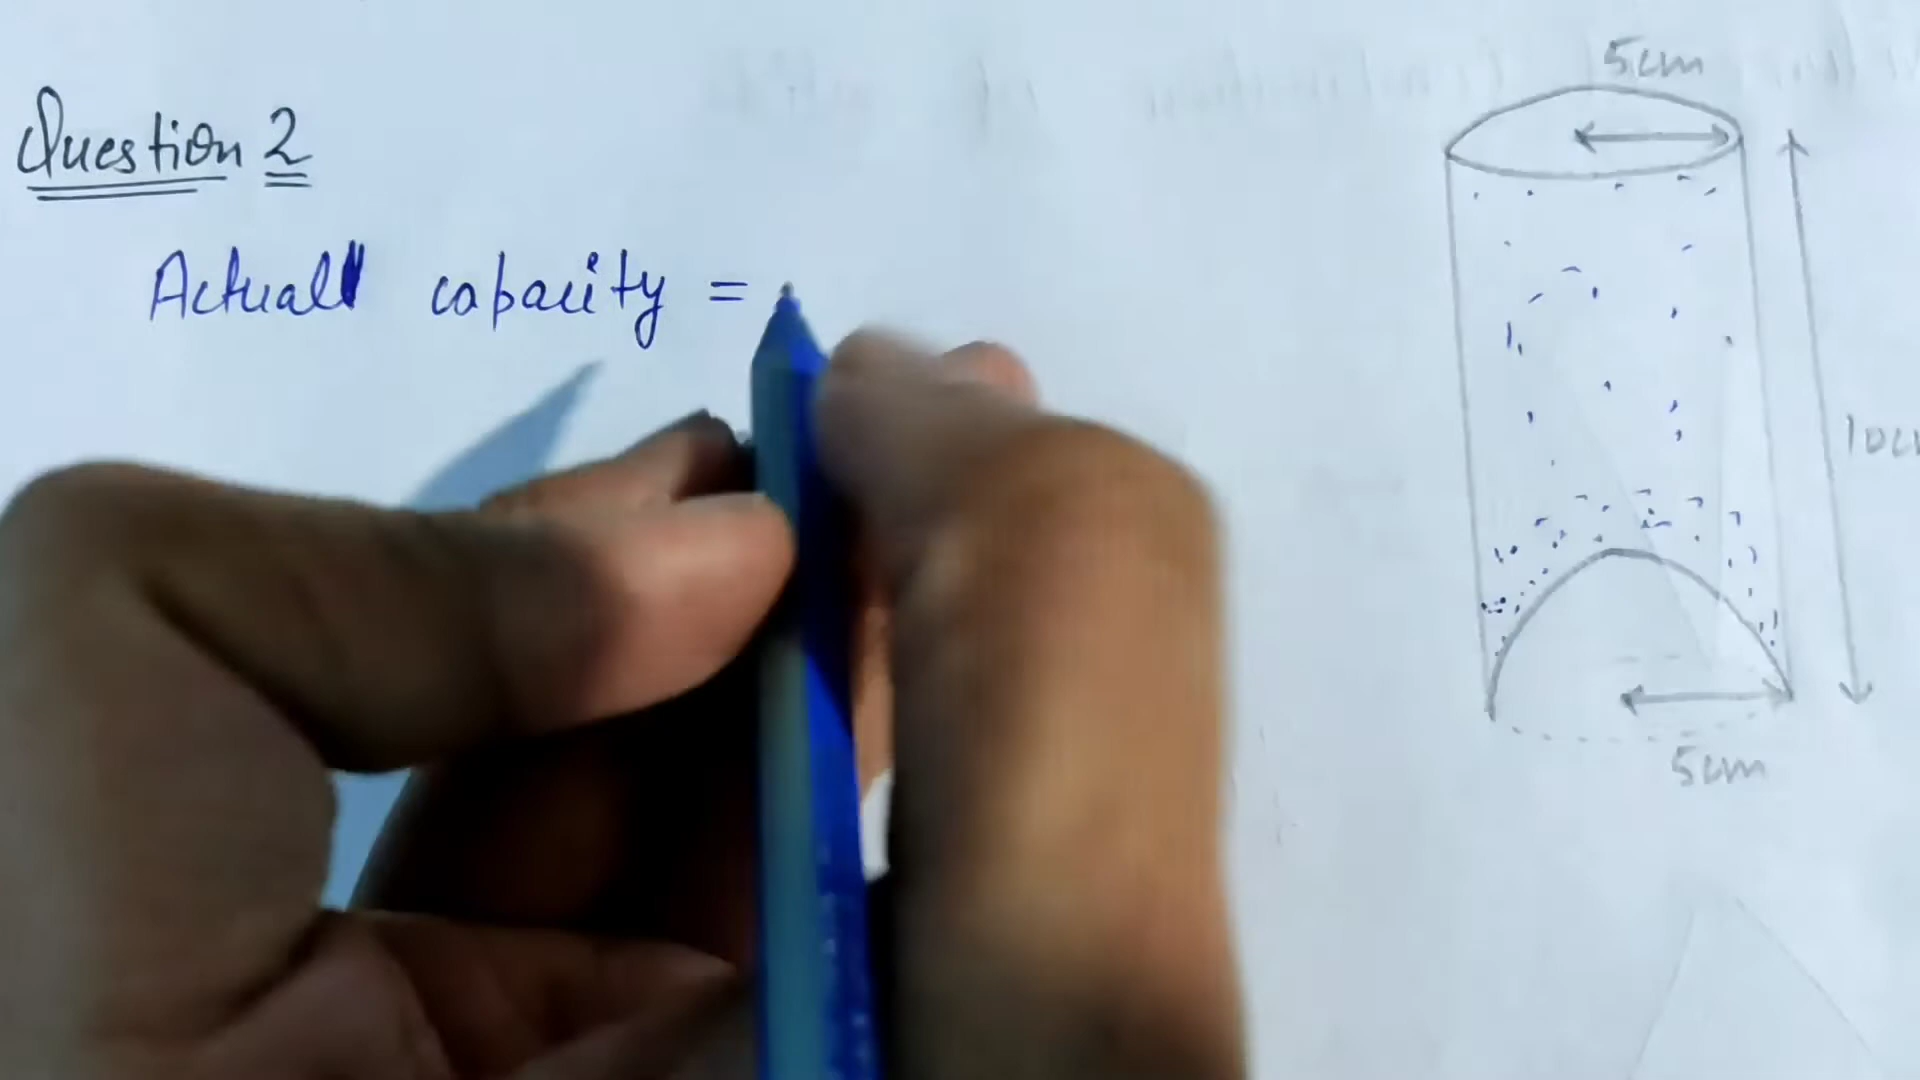 5cm
Question 2
Actual capacity =
5cm